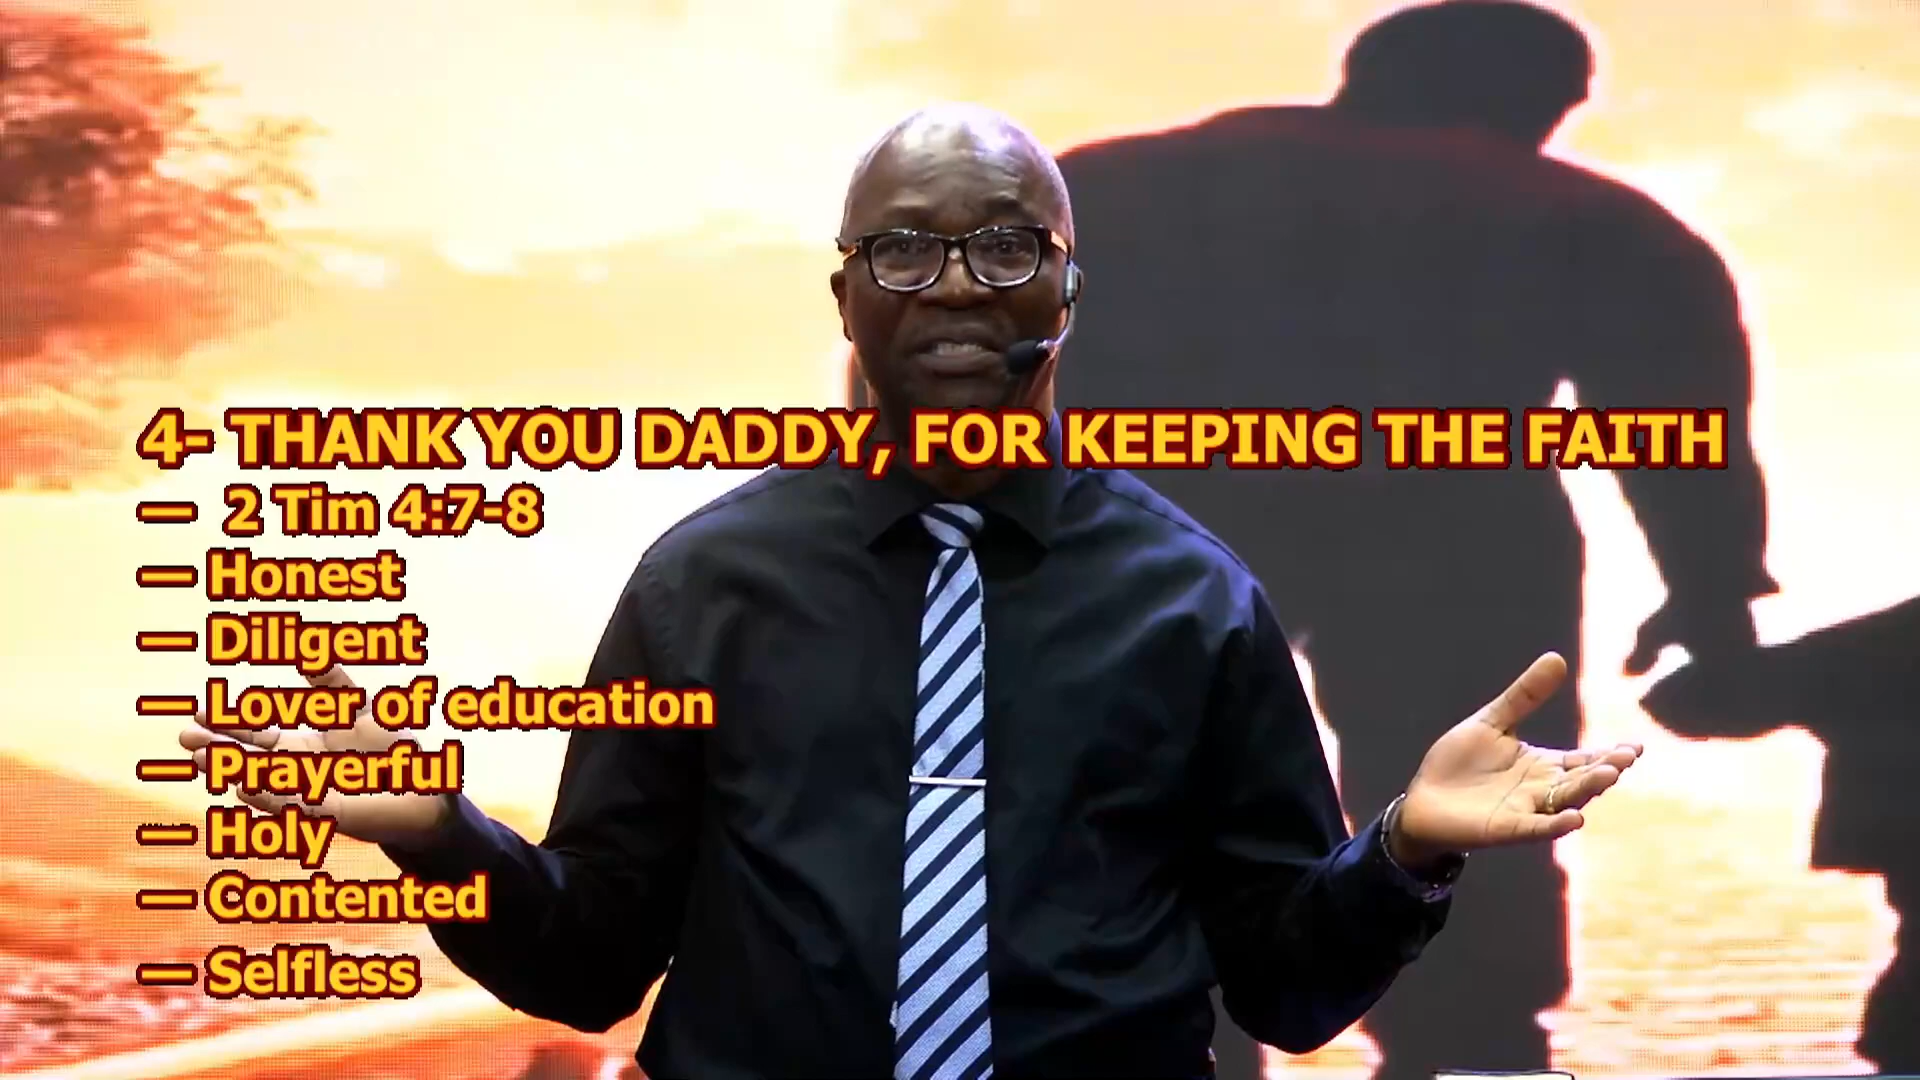 4- THANK YOU DADDY, FOR KEEPING THE FAITH
— 2 Tim 4:7-8
— Honest
— Diligent
— Lover of education
— Prayerful
— Holy
— Contented
— Selfless